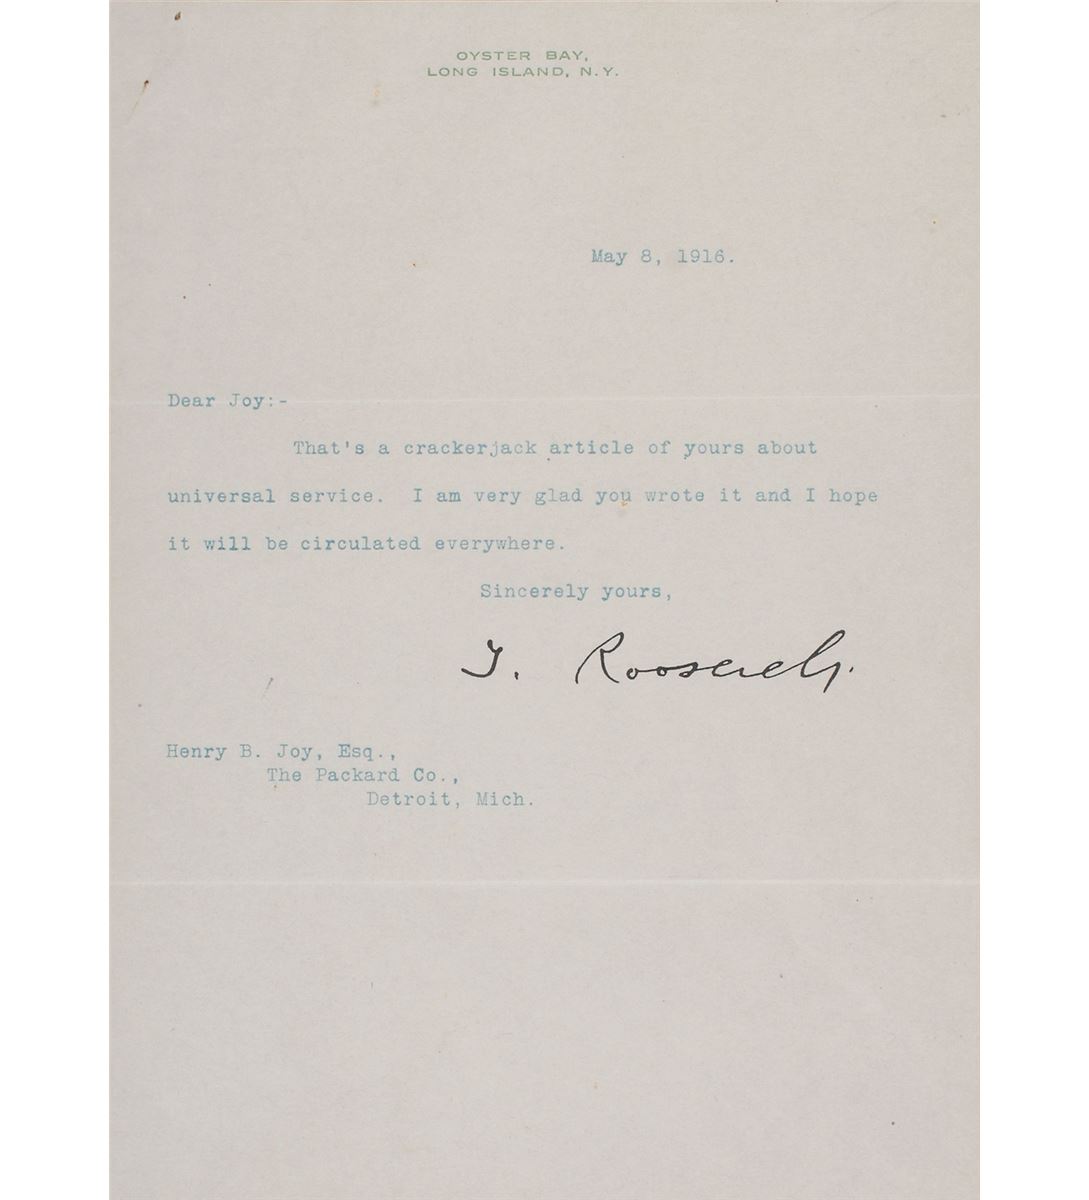 OYSTER BAY,
LONG ISLAND, N.Y.
May 8, 1916.
Dear Joy:-
That's a crackerjack article of yours about
universal service. I am very glad you wrote it and I hope
it will be circulated everywhere.
Sincerely yours,
T. Roosevelt.
Henry B. Joy, Esq.,
The Packard Co.,
Detroit, Mich.